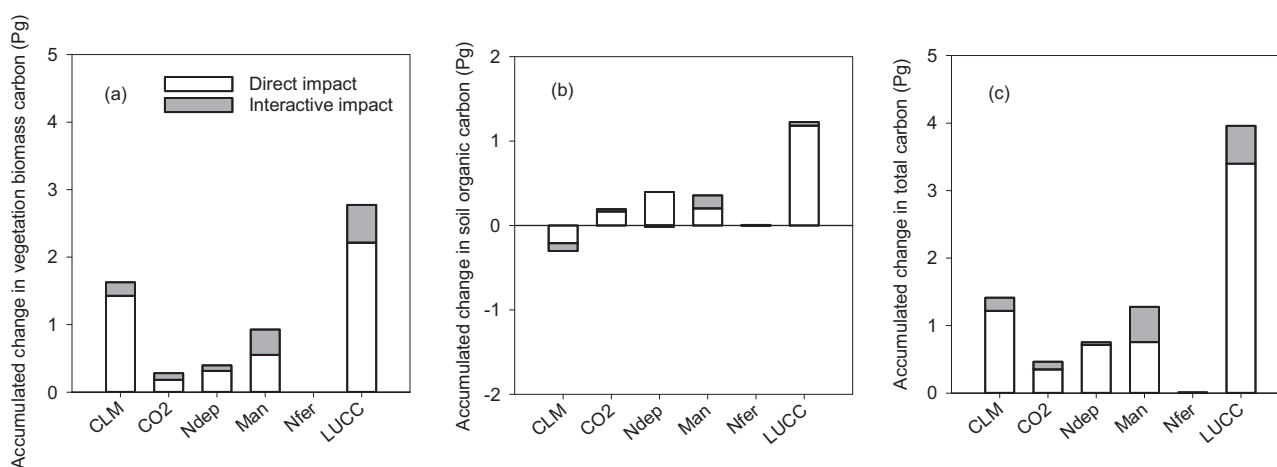 Accumulated change in vegetation biomass carbon (Pg)
5
4
3
2
1
0
(a)
Direct impact
Interactive impact
CLM
CO2
Ndep
Man
Nfer
LUCC
Accumulated change in soil organic carbon (Pg)
2
1
0
-1
-2
(b)
CLM
CO2
Ndep
Man
Nfer
LUCC
Accumulated change in total carbon (Pg)
5
4
3
2
1
0
(c)
CLM
CO2
Ndep
Man
Nfer
LUCC